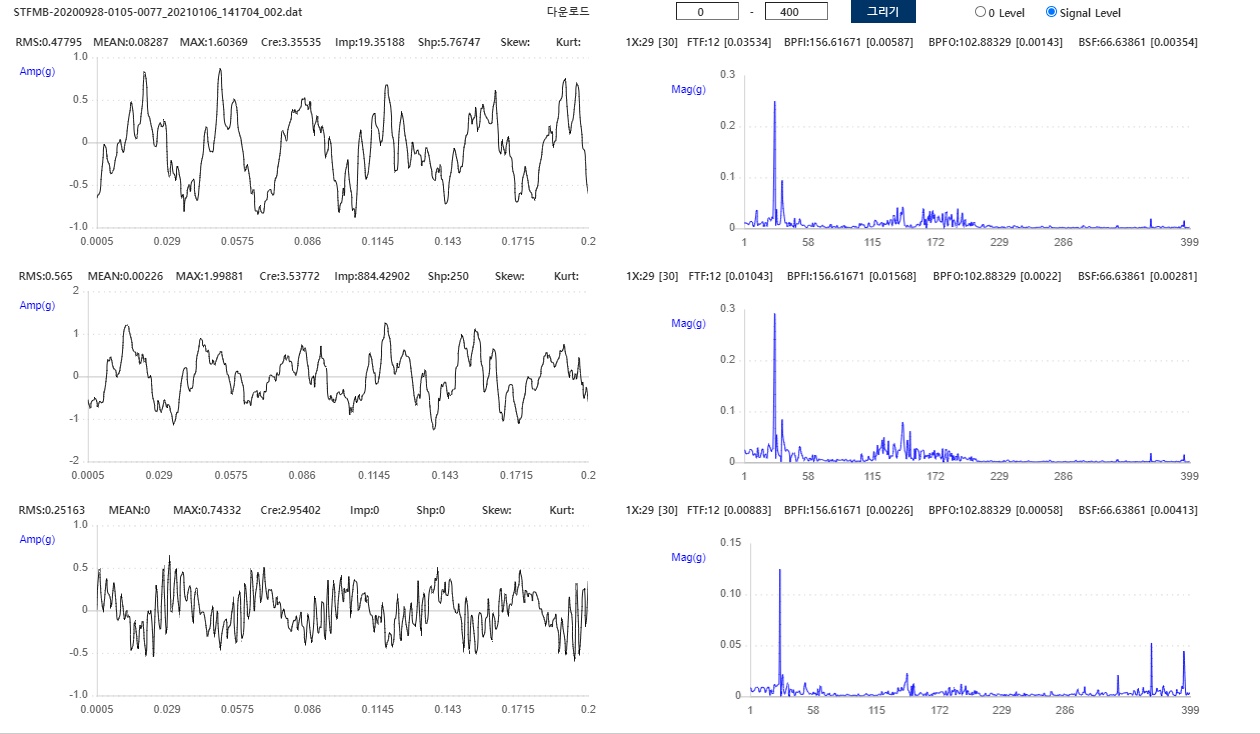 STFMB-20200928-0105-0077_20210106_141704_002.dat 다운로드 0 - 400 그리기 0 Level Signal Level
RMS:0.47795 MEAN:0.08287 MAX:1.60369 Cre:3.35535 Imp:19.35188 Shp:5.76747 Skew: Kurt:
Amp(g)
1.0
0.5
0
-0.5
-1.0
0.0005 0.029 0.0575 0.086 0.1145 0.143 0.1715 0.2
1X:29 [30] FTF:12 [0.03534] BPFI:156.61671 [0.00587] BPFO:102.88329 [0.00143] BSF:66.63861 [0.00354]
Mag(g)
0.3
0.2
0.1
0
1 58 115 172 229 286 399
RMS:0.565 MEAN:0.00226 MAX:1.99881 Cre:3.53772 Imp:884.42902 Shp:250 Skew: Kurt:
Amp(g)
2
1
0
-1
-2
0.0005 0.029 0.0575 0.086 0.1145 0.143 0.1715 0.2
1X:29 [30] FTF:12 [0.01043] BPFI:156.61671 [0.01568] BPFO:102.88329 [0.0022] BSF:66.63861 [0.00281]
Mag(g)
0.3
0.2
0.1
0
1 58 115 172 229 286 399
RMS:0.25163 MEAN:0 MAX:0.74332 Cre:2.95402 Imp:0 Shp:0 Skew: Kurt:
Amp(g)
1.0
0.5
0
-0.5
-1.0
0.0005 0.029 0.0575 0.086 0.1145 0.143 0.1715 0.2
1X:29 [30] FTF:12 [0.00883] BPFI:156.61671 [0.00226] BPFO:102.88329 [0.00058] BSF:66.63861 [0.00413]
Mag(g)
0.15
0.10
0.05
0
1 58 115 172 229 286 399